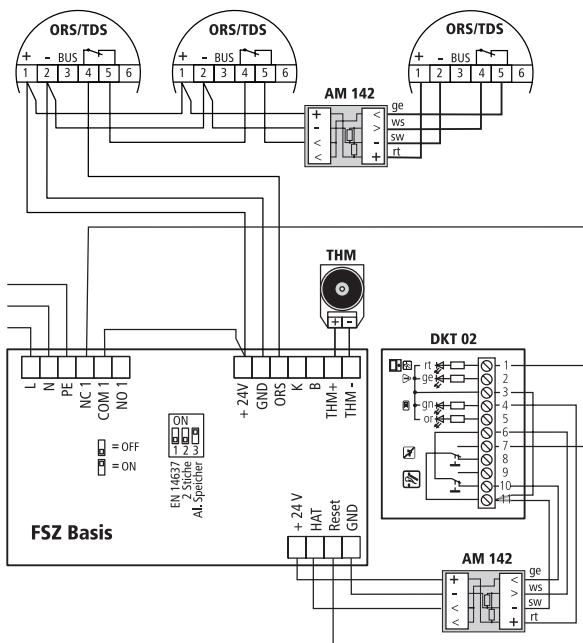 ORS/TDS ORS/TDS ORS/TDS
+ - BUS + - BUS + - BUS
1 2 3 4 5 6 1 2 3 4 5 6 1 2 3 4 5 6
AM 142
+ < ge
- > ws
< - sw
< + rt
THM
+ -
DKT 02
rt 1
ge 2
3
gn 4
or 5
6
7
8
9
10
11
L N PE NC 1 COM 1 NO 1
+ 24V GND ORS K B THM+ THM -
ON
1 2 3
= OFF
= ON
EN 14637
2 Stiche
Al. Speicher
FSZ Basis
+ 24 V HAT Reset GND
AM 142
+ < ge
- > ws
< - sw
< + rt